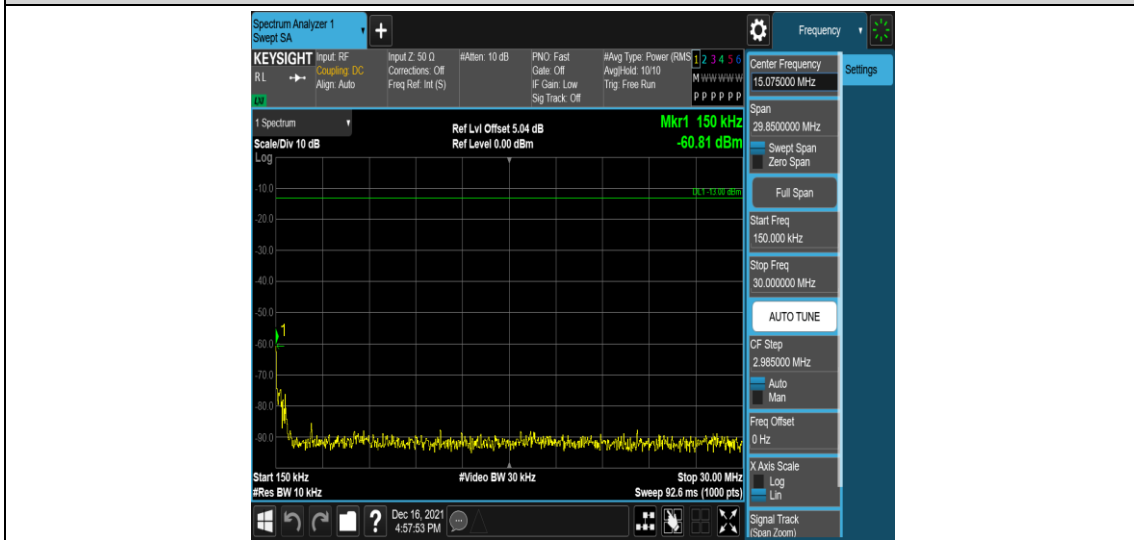 Spectrum Analyzer 1
Swept SA
+
Frequency
KEYSIGHT
RL
Input: RF
Coupling: DC
Align: Auto
Input Z: 50 Ω
Corrections: Off
Freq Ref: Int (S)
#Atten: 10 dB
PNO: Fast
Gate: Off
IF Gain: Low
Sig Track: Off
#Avg Type: Power (RMS
Avg|Hold: 10/10
Trig: Free Run
1 2 3 4 5 6
M W W W W W
P P P P P P
1 Spectrum
Scale/Div 10 dB
Log
Ref Lvl Offset 5.04 dB
Ref Level 0.00 dBm
Mkr1 150 kHz
-60.81 dBm
DL1 -13.00 dBm
-10.0
-20.0
-30.0
-40.0
-50.0
1
-60.0
-70.0
-80.0
-90.0
Start 150 kHz
#Res BW 10 kHz
#Video BW 30 kHz
Stop 30.00 MHz
Sweep 92.6 ms (1000 pts)
Dec 16, 2021
4:57:53 PM
Center Frequency
15.075000 MHz
Settings
Span
29.8500000 MHz
Swept Span
Zero Span
Full Span
Start Freq
150.000 kHz
Stop Freq
30.000000 MHz
AUTO TUNE
CF Step
2.985000 MHz
Auto
Man
Freq Offset
0 Hz
X Axis Scale
Log
Lin
Signal Track
(Span Zoom)